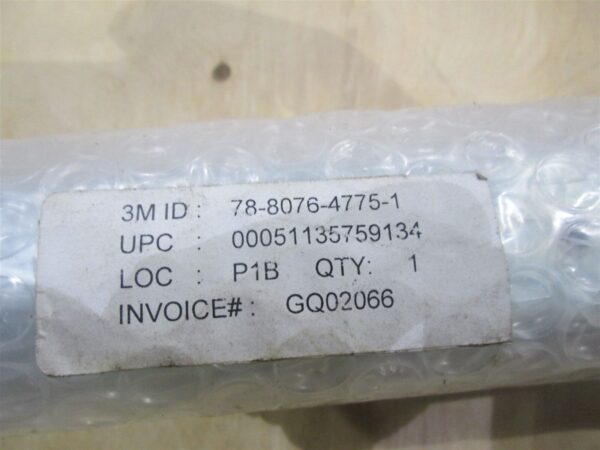 3M ID : 78-8076-4775-1
UPC : 00051135759134
LOC : P1B QTY: 1
INVOICE# : GQ02066